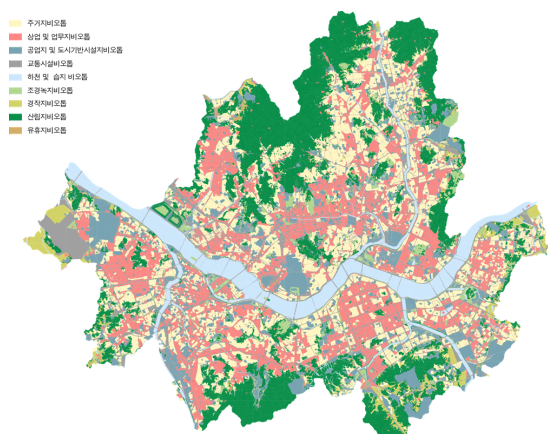 주거지비오톱
상업 및 업무지비오톱
공업지 및 도시기반시설지비오톱
교통시설비오톱
하천 및 습지 비오톱
조경녹지비오톱
경작지비오톱
산림지비오톱
유휴지비오톱